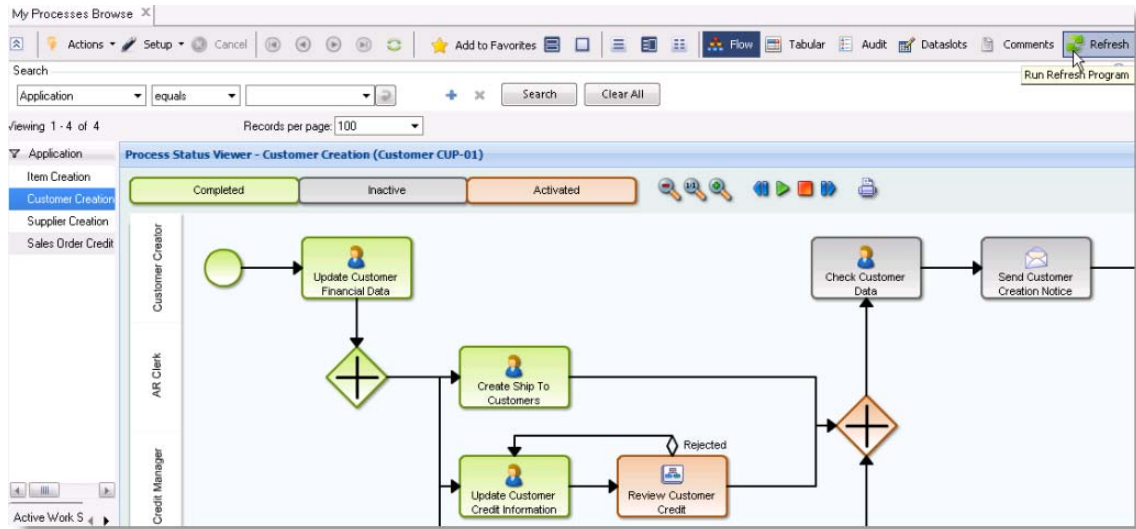 My Processes Browse
Actions Setup Cancel Add to Favorites Flow Tabular Audit Dataslots Comments Refresh
Search
Run Refresh Program
Application equals Search Clear All
Viewing 1 - 4 of 4 Records per page: 100
Application
Process Status Viewer - Customer Creation (Customer CUP-01)
Item Creation
Customer Creation
Supplier Creation
Sales Order Credit
Completed Inactive Activated
1:1
Customer Creator
Update Customer
Financial Data
Check Customer
Data
Send Customer
Creation Notice
AR Clerk
Create Ship To
Customers
Credit Manager
Rejected
Update Customer
Credit Information
Review Customer
Credit
Active Work S